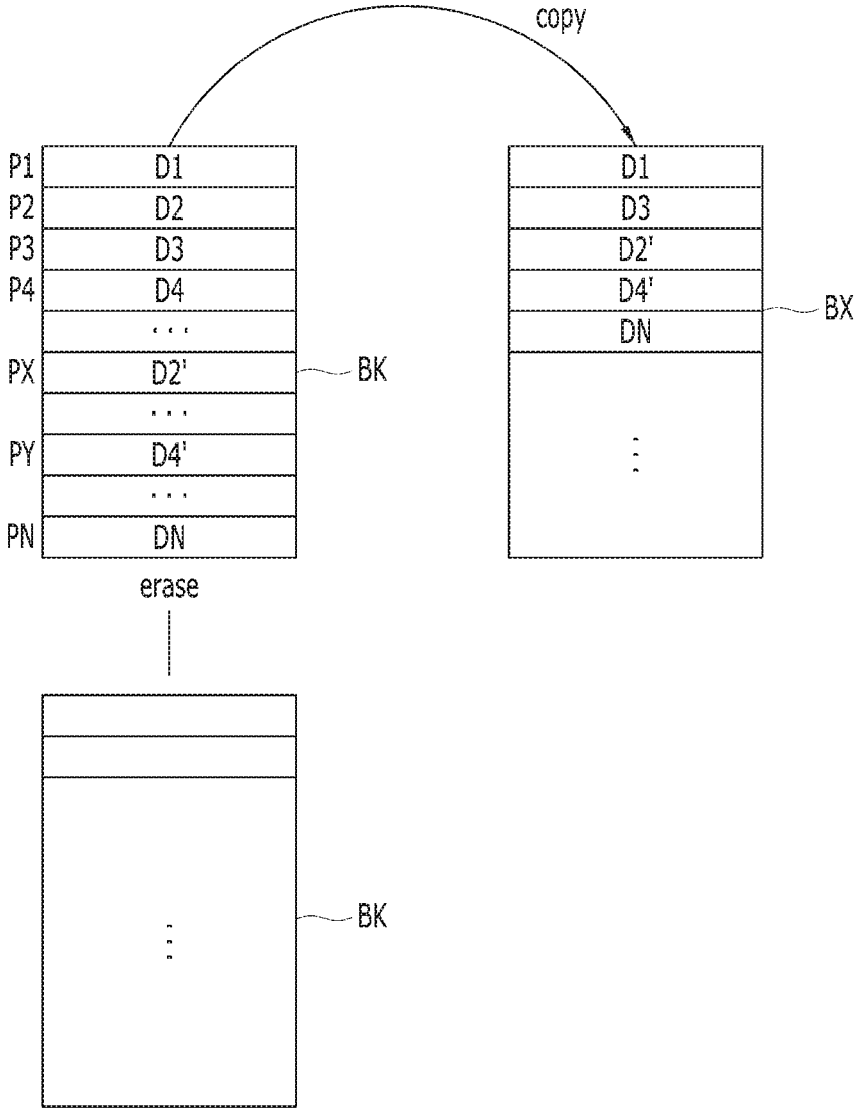 copy
P1 D1
P2 D2
P3 D3
P4 D4
...
PX D2'
...
PY D4'
...
PN DN
BK
D1
D3
D2'
D4'
DN
BX
erase
BK